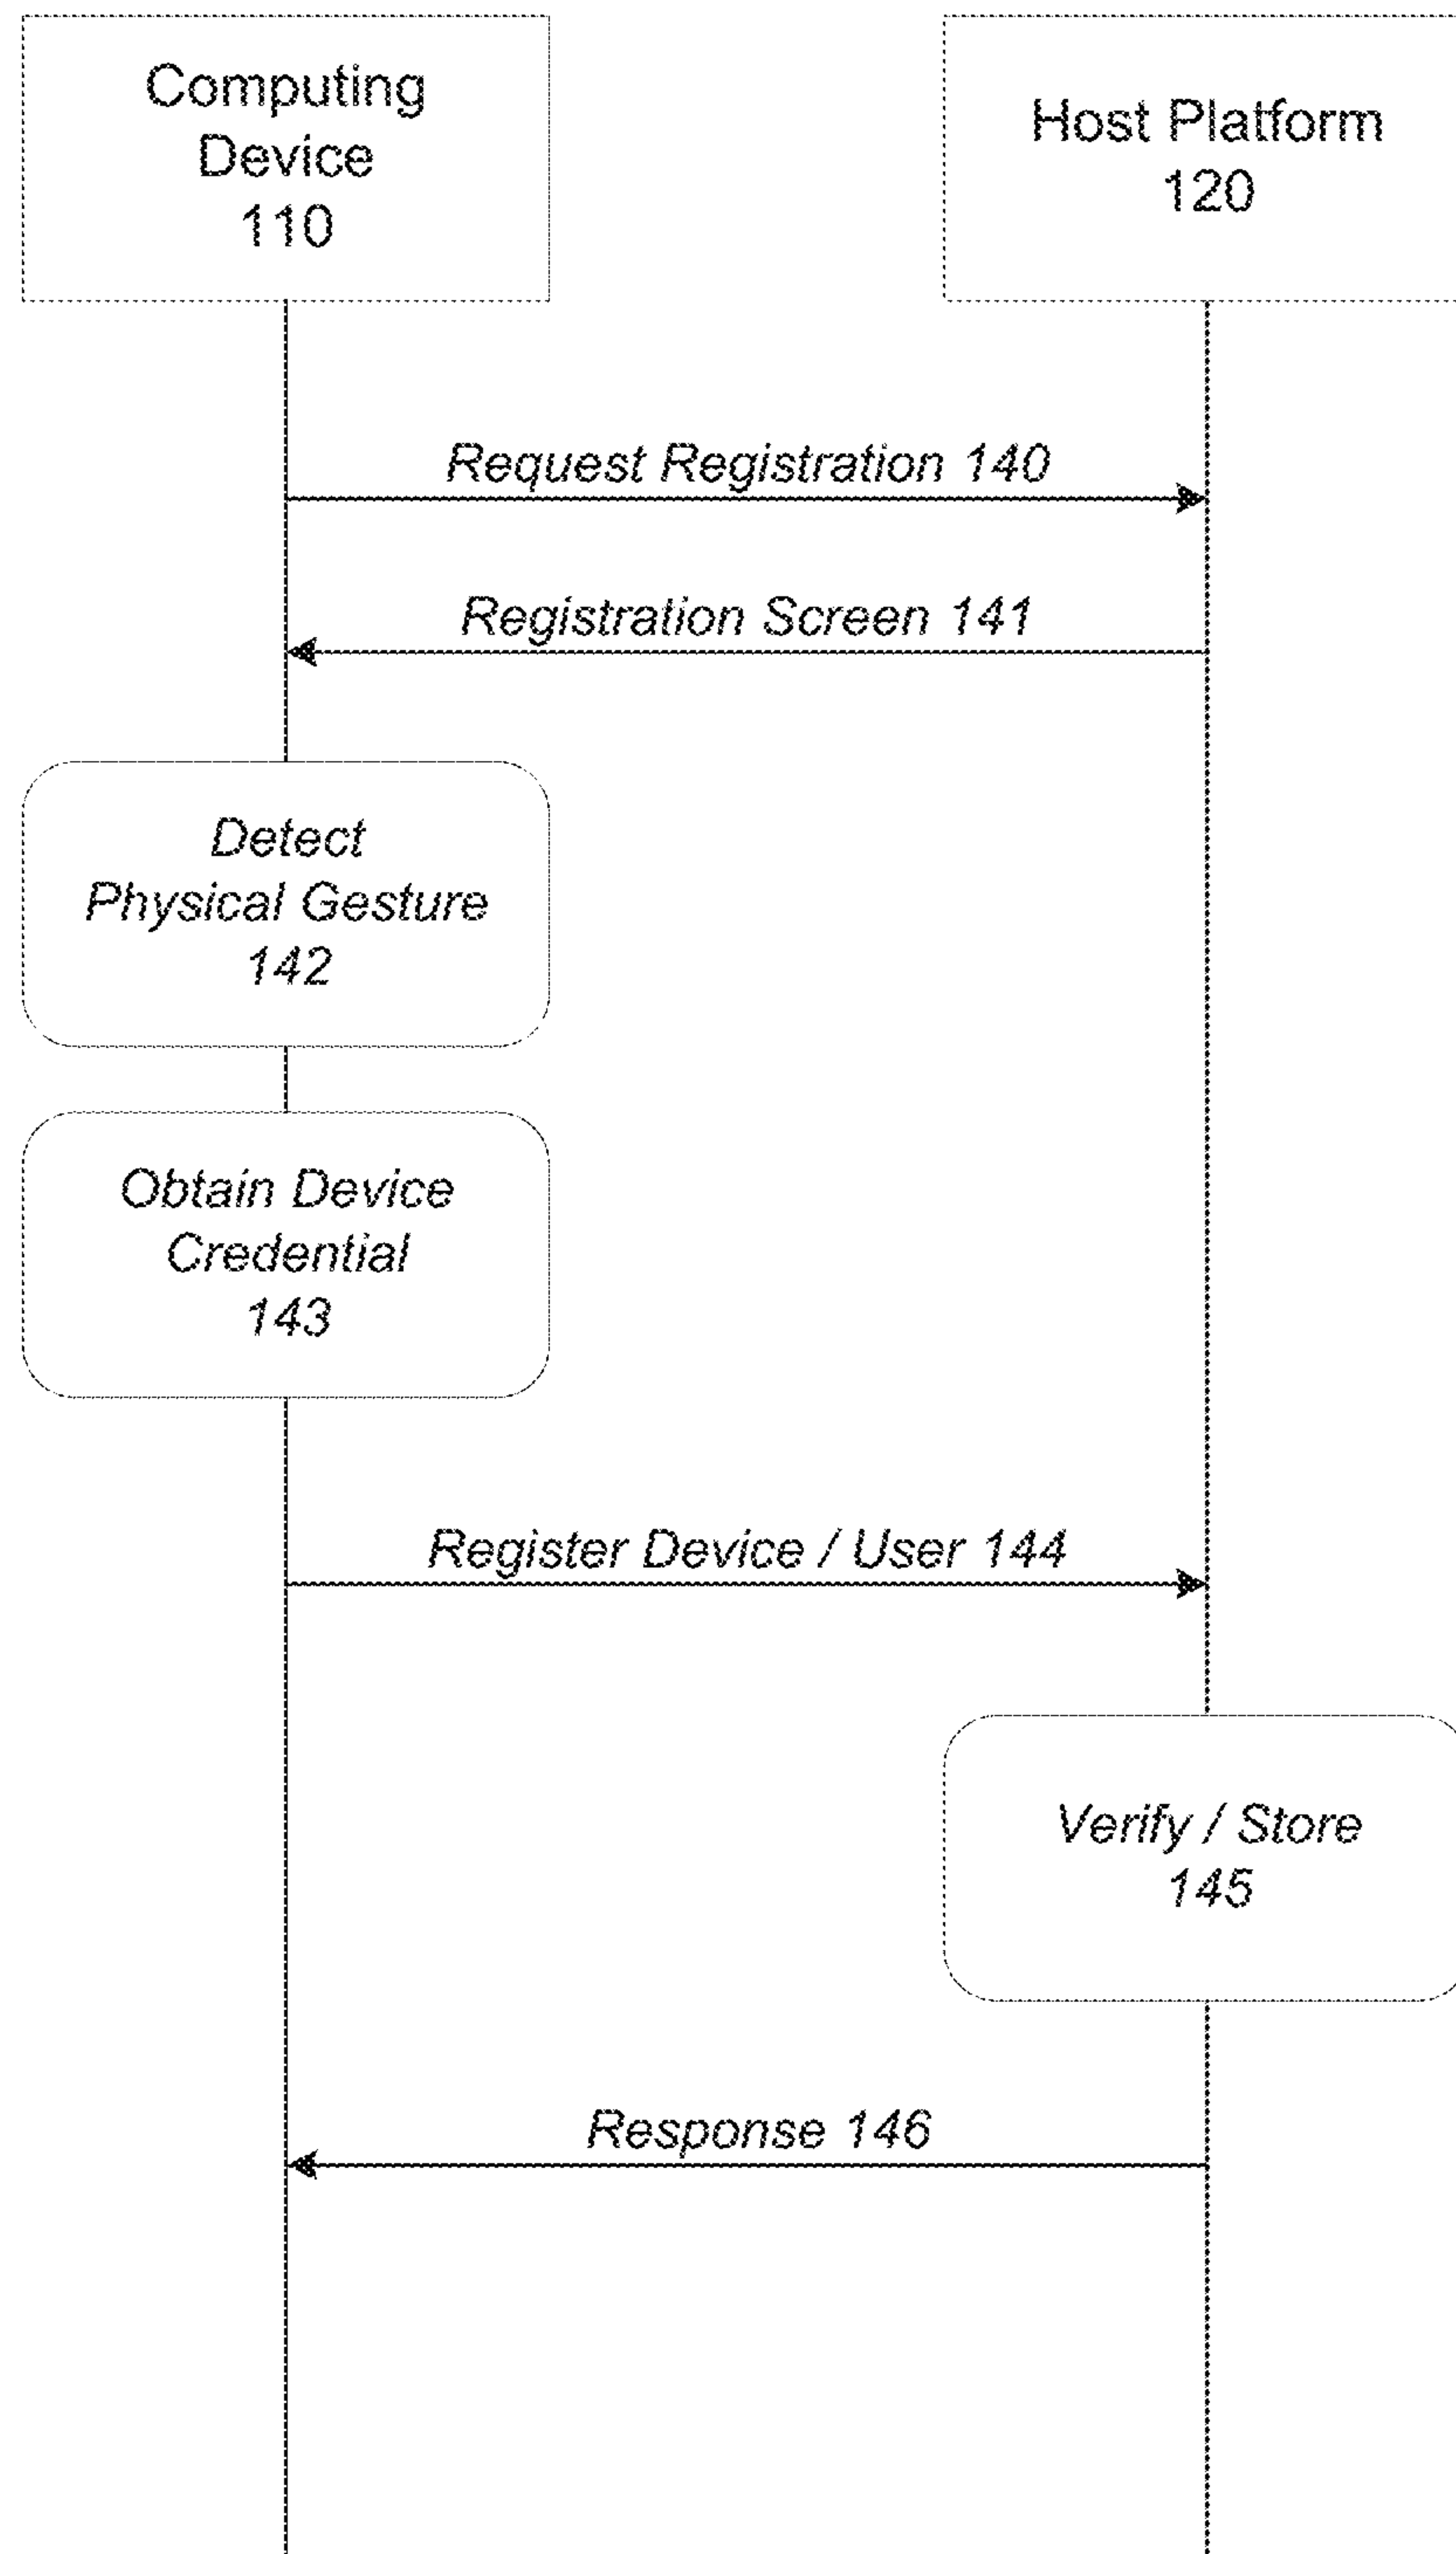 Computing
Device
110
Host Platform
120
Request Registration 140
Registration Screen 141
Detect
Physical Gesture
142
Obtain Device
Credential
143
Register Device / User 144
Verify / Store
145
Response 146